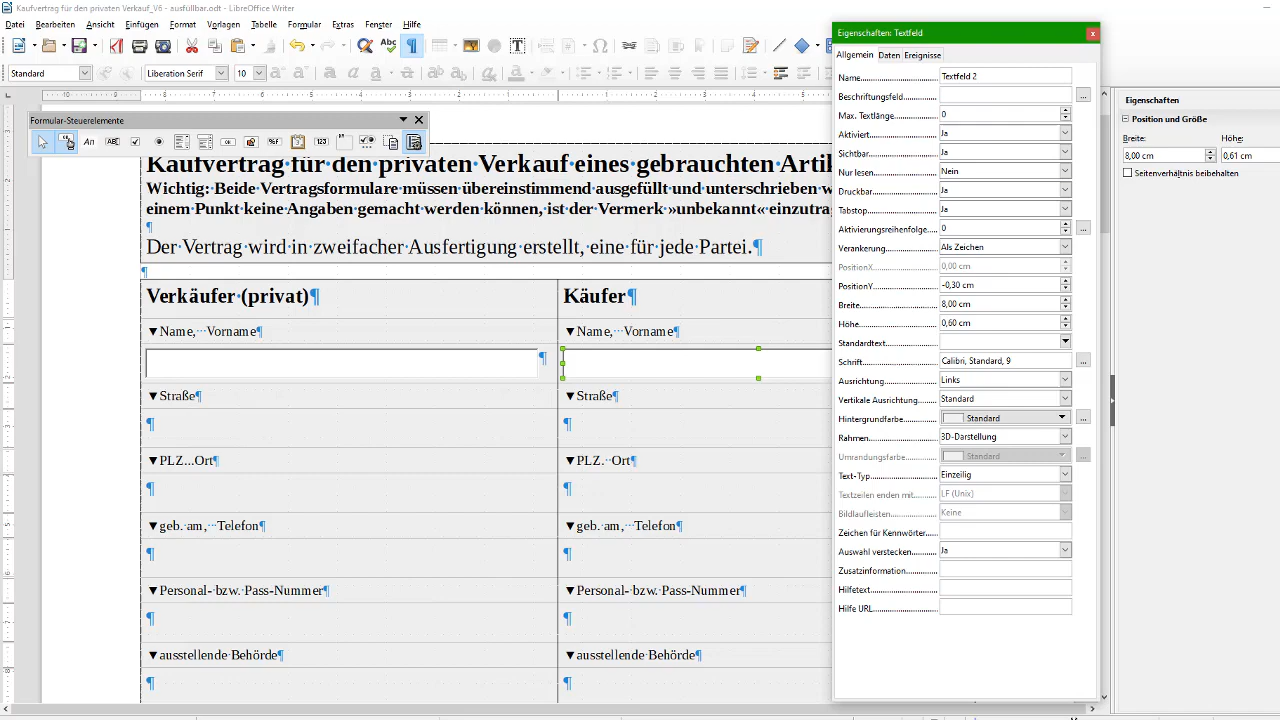 Kaufvertrag für den privaten Verkauf_V6 - ausfüllbar.odt - LibreOffice Writer
Datei Bearbeiten Ansicht Einfügen Format Vorlagen Tabelle Formular Extras Fenster Hilfe
Standard Liberation Serif 10
Formular-Steuerelemente
Kaufvertrag·für·den·privaten·Verkauf·eines·gebrauchten·Artik
Wichtig:·Beide·Vertragsformulare·müssen·übereinstimmend·ausgefüllt·und·unterschrieben·w
einem·Punkt·keine·Angaben·gemacht·werden·können,·ist·der·Vermerk·»unbekannt«·einzutra
¶
Der·Vertrag·wird·in·zweifacher·Ausfertigung·erstellt,·eine·für·jede·Partei.¶
¶
Verkäufer·(privat)¶ Käufer¶
▼Name,···Vorname¶ ▼Name,···Vorname¶
¶
▼Straße¶ ▼Straße¶
¶ ¶
▼PLZ...Ort¶ ▼PLZ.··Ort¶
¶ ¶
▼geb.·am,···Telefon¶ ▼geb.·am,···Telefon¶
¶ ¶
▼Personal-·bzw.·Pass-Nummer¶ ▼Personal-·bzw.·Pass-Nummer¶
¶ ¶
▼ausstellende·Behörde¶ ▼ausstellende·Behörde¶
¶ ¶
Eigenschaften: Textfeld
Allgemein Daten Ereignisse
Name Textfeld 2
Beschriftungsfeld
Max. Textlänge 0
Aktiviert Ja
Sichtbar Ja
Nur lesen Nein
Druckbar Ja
Tabstop Ja
Aktivierungsreihenfolge 0
Verankerung Als Zeichen
PositionX 0,00 cm
PositionY -0,30 cm
Breite 8,00 cm
Höhe 0,60 cm
Standardtext
Schrift Calibri, Standard, 9
Ausrichtung Links
Vertikale Ausrichtung Standard
Hintergrundfarbe Standard
Rahmen 3D-Darstellung
Umrandungsfarbe Standard
Text-Typ Einzeilig
Textzeilen enden mit LF (Unix)
Bildlaufleisten Keine
Zeichen für Kennwörter
Auswahl verstecken Ja
Zusatzinformation
Hilfetext
Hilfe URL
Eigenschaften
Position und Größe
Breite: Höhe:
8,00 cm 0,61 cm
Seitenverhältnis beibehalten